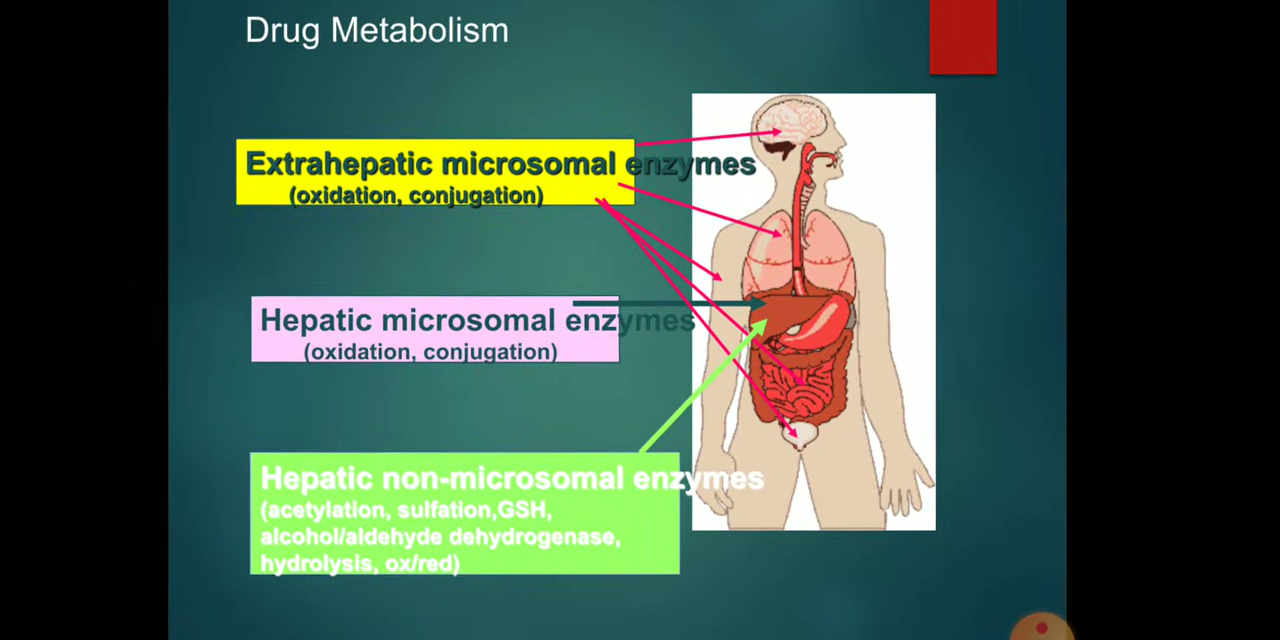 Drug Metabolism
Extrahepatic microsomal enzymes
(oxidation, conjugation)
Hepatic microsomal enzymes
(oxidation, conjugation)
Hepatic non-microsomal enzymes
(acetylation, sulfation,GSH,
alcohol/aldehyde dehydrogenase,
hydrolysis, ox/red)